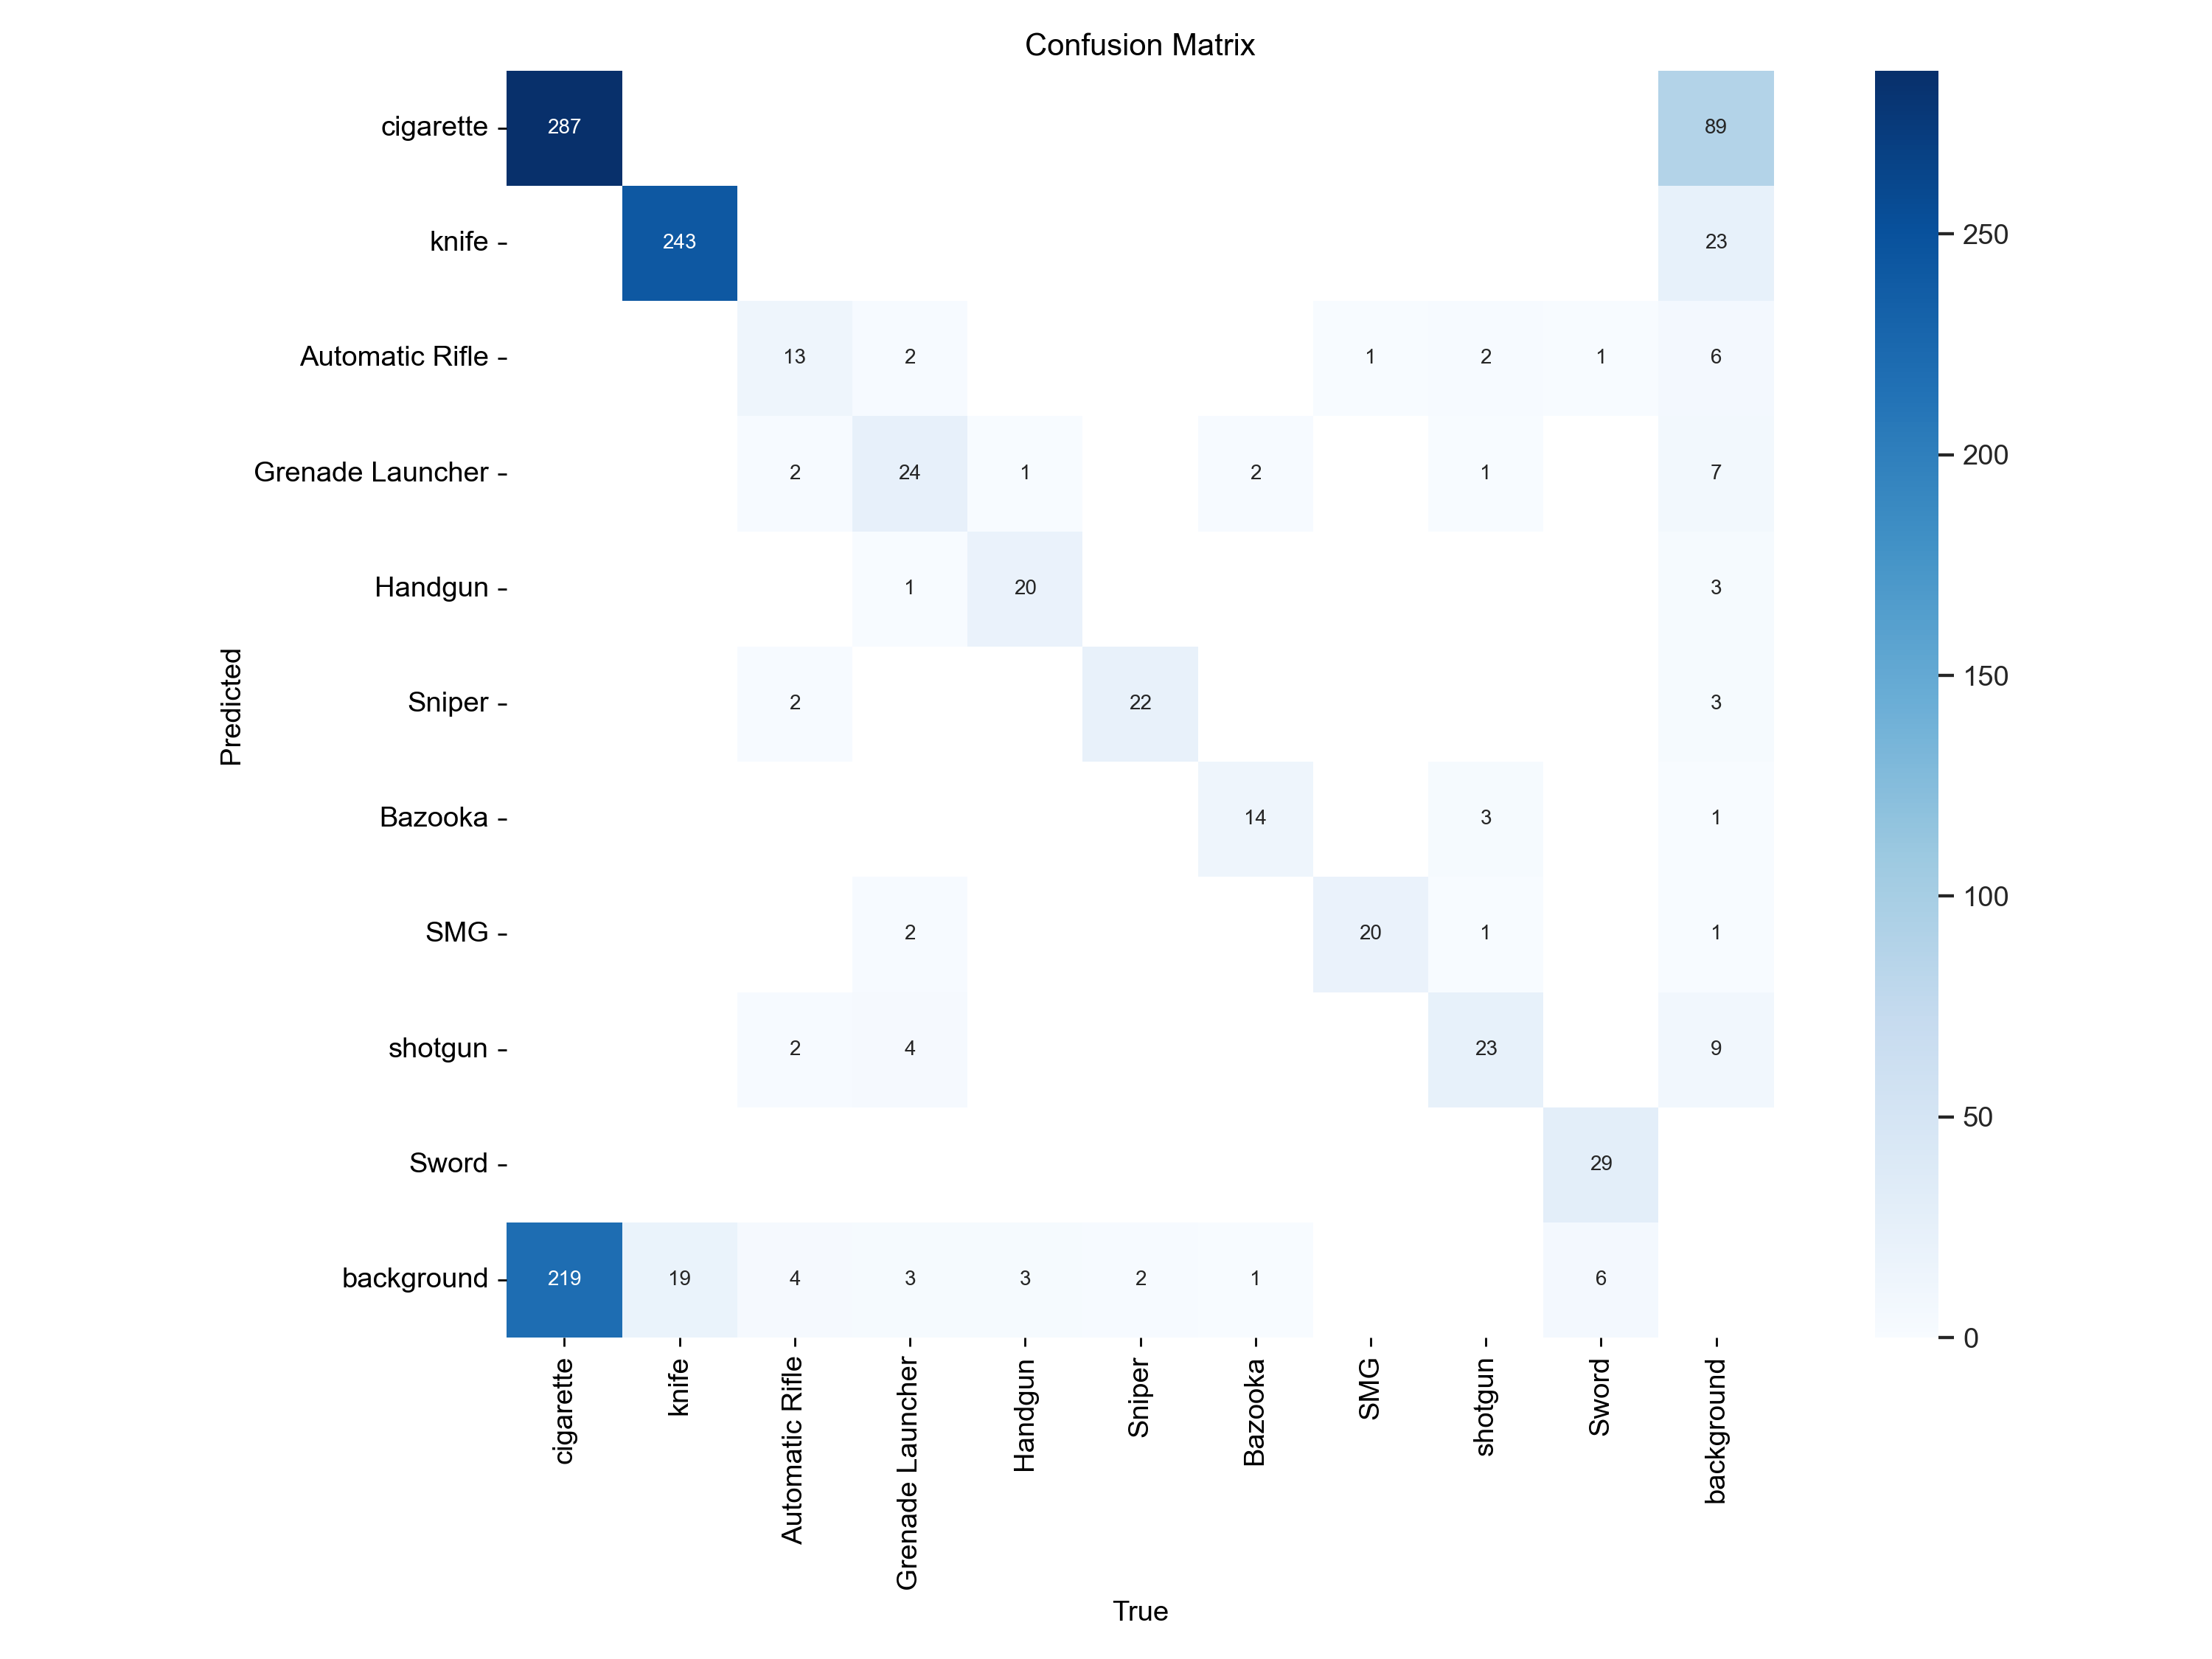 Confusion Matrix
cigarette 287 89
knife 243 23 250
Automatic Rifle 13 2 1 2 1 6
Grenade Launcher 2 24 1 2 1 7 200
Handgun 1 20 3
Sniper 2 22 3 150
Predicted
Bazooka 14 3 1
SMG 2 20 1 1 100
shotgun 2 4 23 9
Sword 29 50
background 219 19 4 3 3 2 1 6 0
cigarette knife Automatic Rifle Grenade Launcher Handgun Sniper Bazooka SMG shotgun Sword background
True